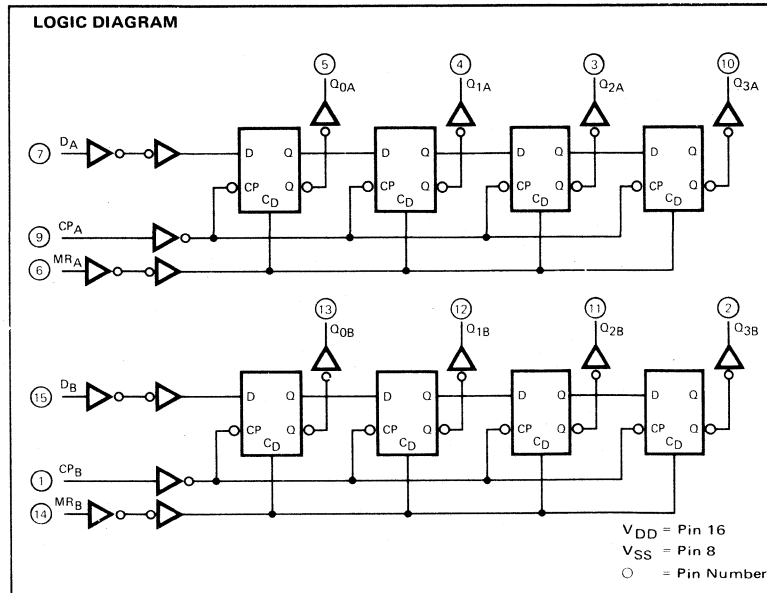 LOGIC DIAGRAM
5 4 3 10
Q0A Q1A Q2A Q3A
7 DA D Q D Q D Q D Q
CP Q CP Q CP Q CP Q
CD CD CD CD
9 CPA
6 MRA
13 12 11 2
Q0B Q1B Q2B Q3B
15 DB D Q D Q D Q D Q
CP Q CP Q CP Q CP Q
CD CD CD CD
1 CPB
14 MRB
VDD = Pin 16
VSS = Pin 8
○ = Pin Number